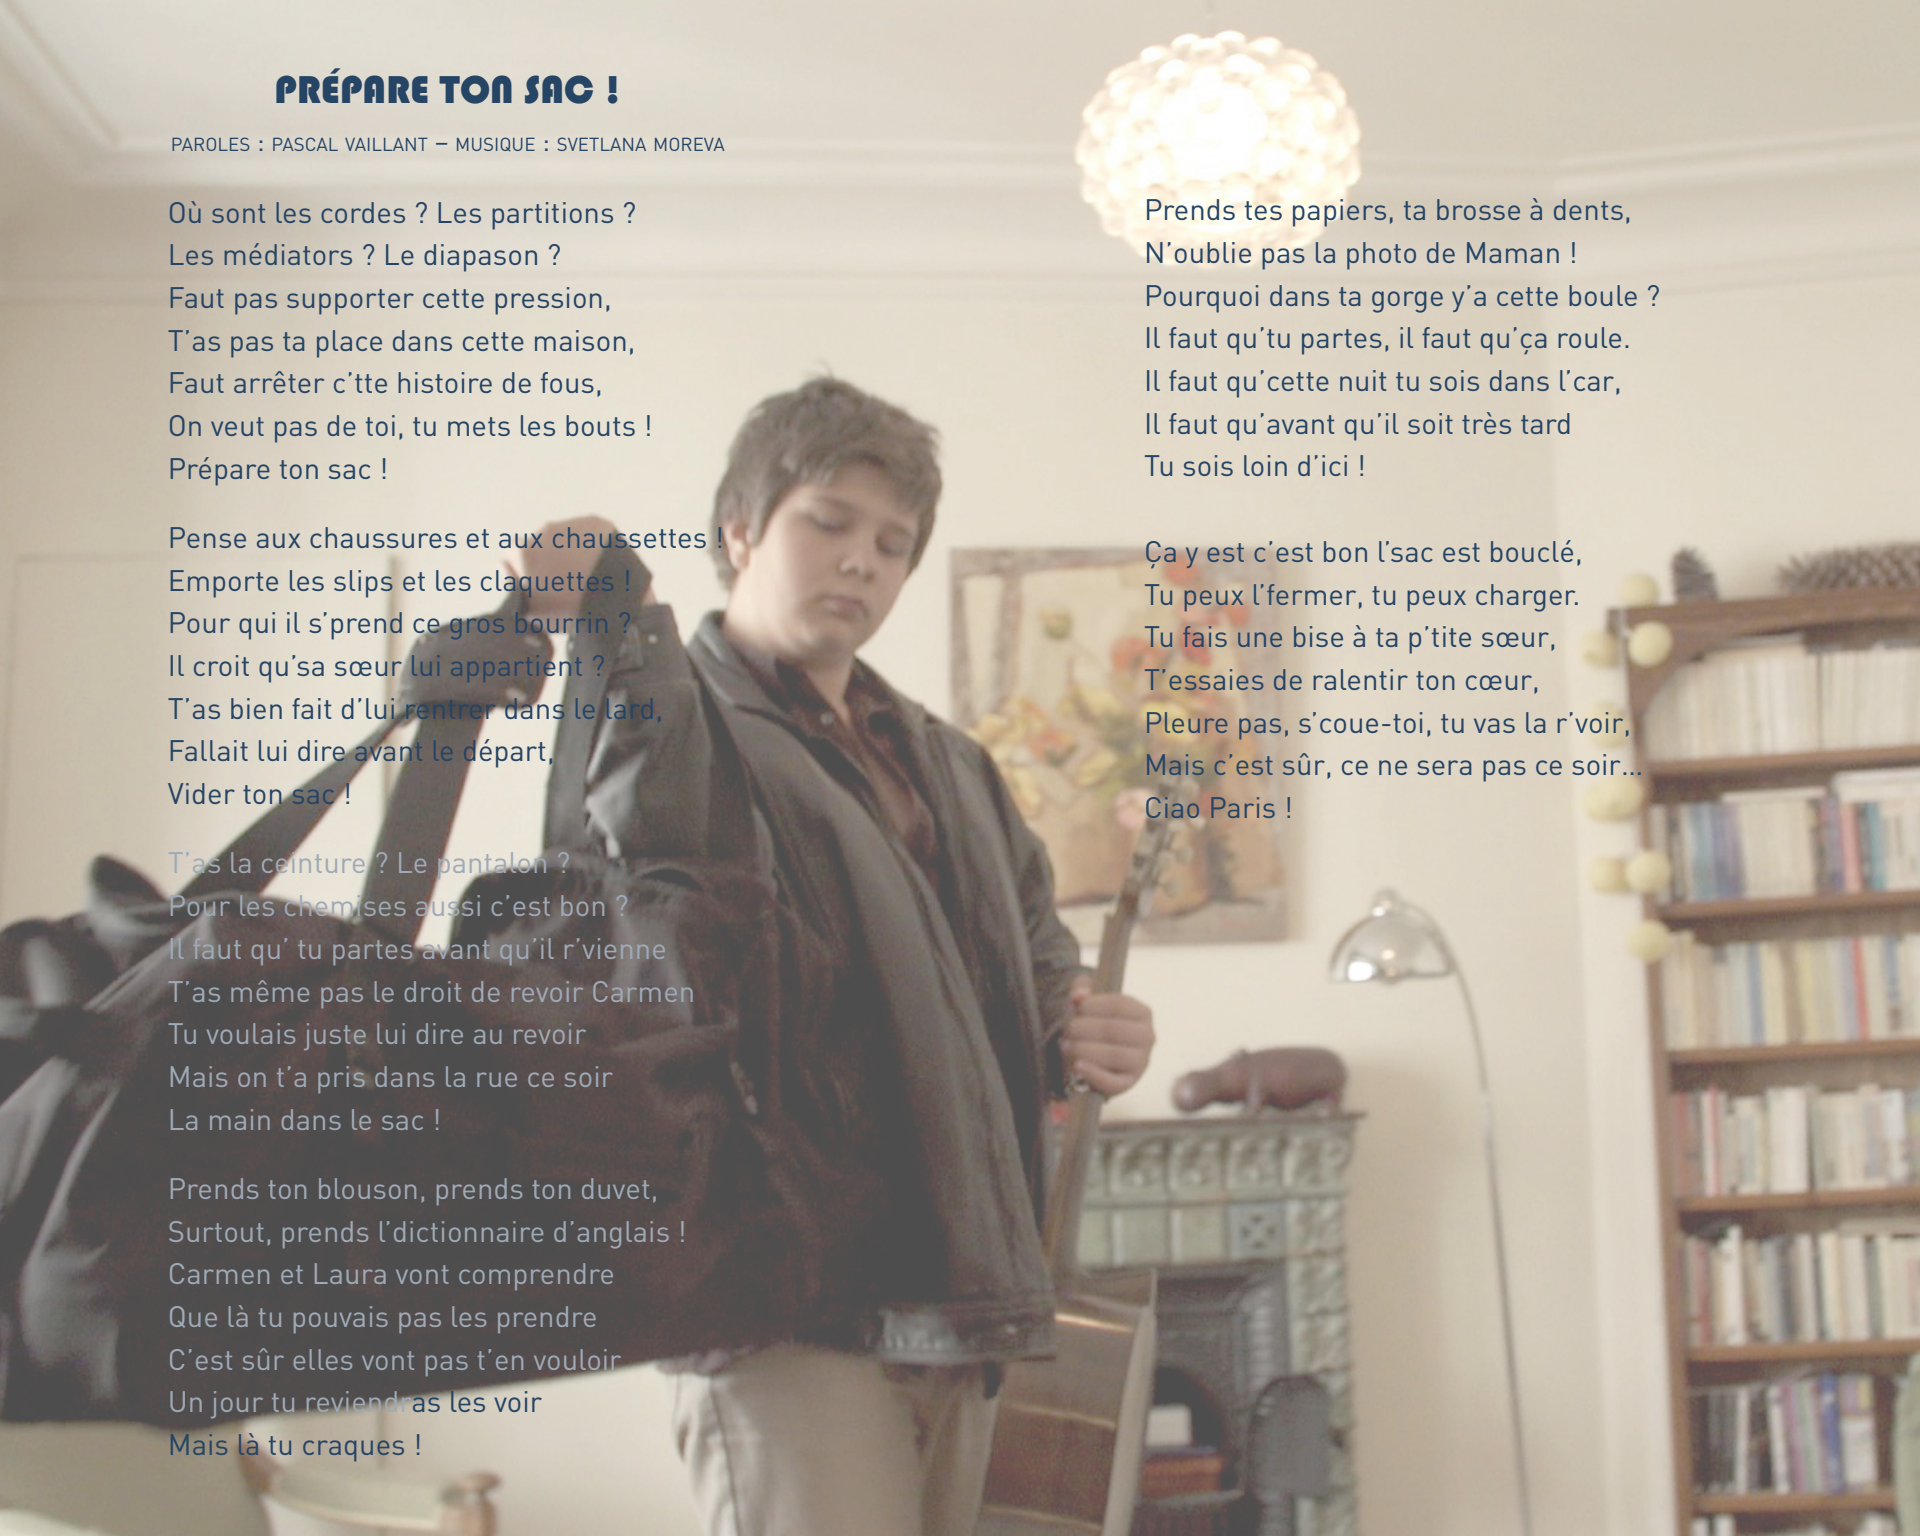 PRÉPARE TON SAC !
PAROLES : PASCAL VAILLANT – MUSIQUE : SVETLANA MOREVA
Où sont les cordes ? Les partitions ?
Les médiators ? Le diapason ?
Faut pas supporter cette pression,
T’as pas ta place dans cette maison,
Faut arrêter c’tte histoire de fous,
On veut pas de toi, tu mets les bouts !
Prépare ton sac !
Pense aux chaussures et aux chaussettes !
Emporte les slips et les claquettes !
Pour qui il s’prend ce gros bourrin ?
Il croit qu’sa sœur lui appartient ?
T’as bien fait d’lui rentrer dans le lard,
Fallait lui dire avant le départ,
Vider ton sac !
T’as la ceinture ? Le pantalon ?
Pour les chemises aussi c’est bon ?
Il faut qu’ tu partes avant qu’il r’vienne
T’as même pas le droit de revoir Carmen
Tu voulais juste lui dire au revoir
Mais on t’a pris dans la rue ce soir
La main dans le sac !
Prends ton blouson, prends ton duvet,
Surtout, prends l’dictionnaire d’anglais !
Carmen et Laura vont comprendre
Que là tu pouvais pas les prendre
C’est sûr elles vont pas t’en vouloir
Un jour tu reviendras les voir
Mais là tu craques !
Prends tes papiers, ta brosse à dents,
N’oublie pas la photo de Maman !
Pourquoi dans ta gorge y’a cette boule ?
Il faut qu’tu partes, il faut qu’ça roule.
Il faut qu’cette nuit tu sois dans l’car,
Il faut qu’avant qu’il soit très tard
Tu sois loin d’ici !
Ça y est c’est bon l’sac est bouclé,
Tu peux l’fermer, tu peux charger.
Tu fais une bise à ta p’tite sœur,
T’essaies de ralentir ton cœur,
Pleure pas, s’coue-toi, tu vas la r’voir,
Mais c’est sûr, ce ne sera pas ce soir…
Ciao Paris !